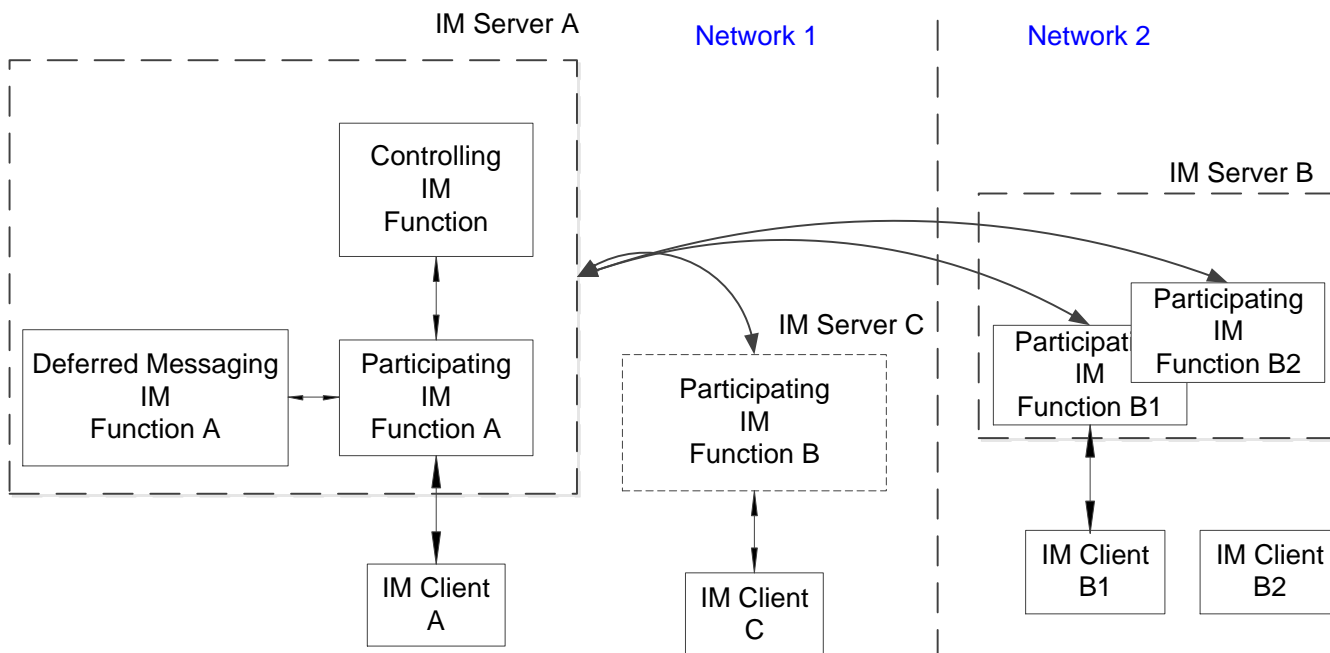 IM Server A
Network 1
Network 2
Controlling
IM
Function
IM Server B
Deferred Messaging
IM
Function A
Participating
IM
Function A
IM Server C
Participating
IM
Function B
Participati
IM
Function B1
Participating
IM
Function B2
IM Client
A
IM Client
C
IM Client
B1
IM Client
B2